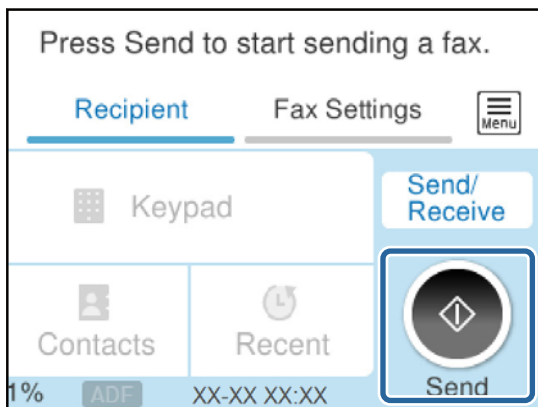 Press Send to start sending a fax.
Recipient Fax Settings Menu
Keypad
Send/
Receive
Contacts Recent
Send
1% ADF XX-XX XX:XX